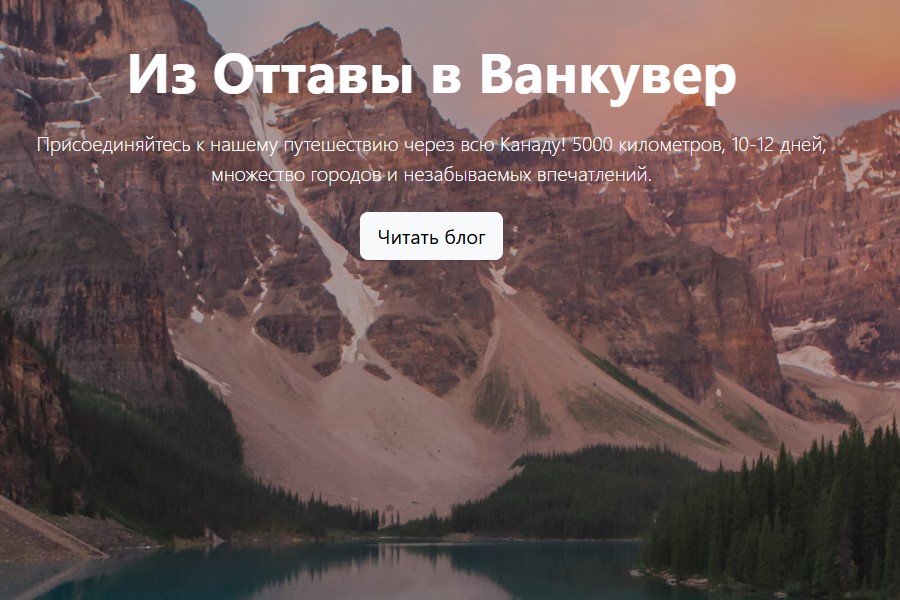 Из Оттавы в Ванкувер
Присоединяйтесь к нашему путешествию через всю Канаду! 5000 километров, 10-12 дней,
множество городов и незабываемых впечатлений.
Читать блог